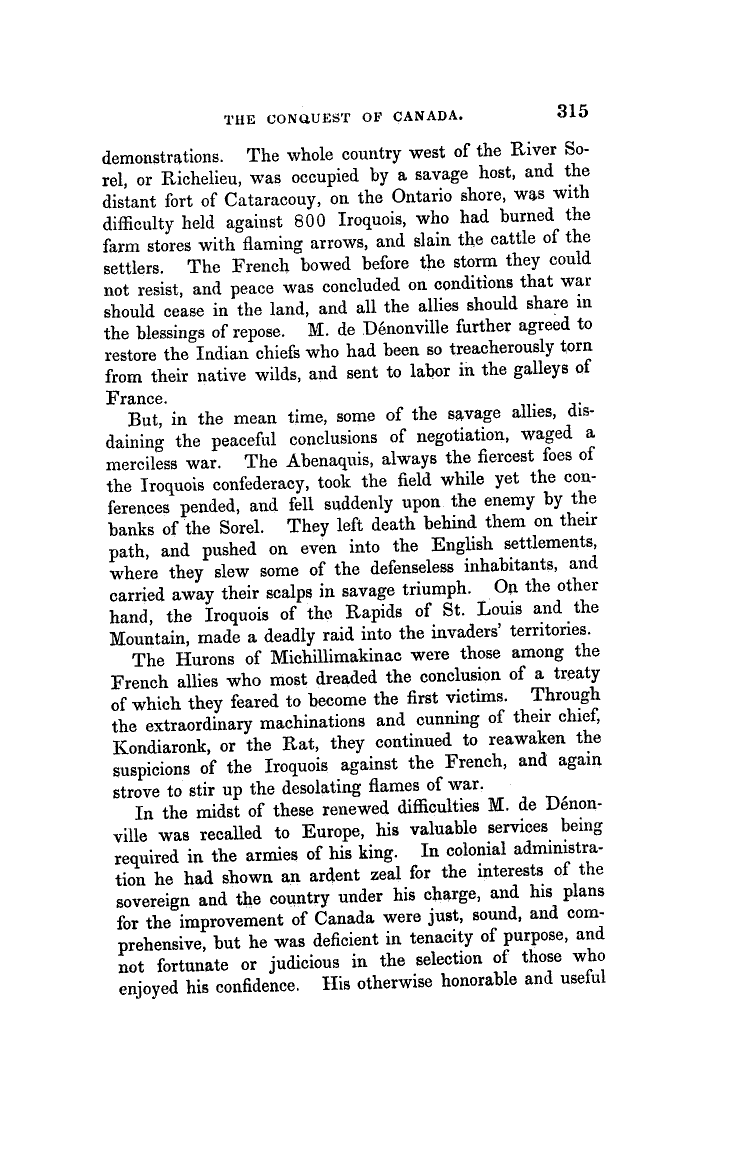 THE CONQUEST OF CANADA. 315
demonstrations. The whole country west of the River So-
rel, or Richelieu, was occupied by a savage host, and the
distant fort of Cataracouy, on the Ontario shore, was with
difficulty held against 800 Iroquois, who had burned the
farm stores with flaming arrows, and slain the cattle of the
settlers. The French bowed before the storm they could
not resist, and peace was concluded on conditions that war
should cease in the land, and all the allies should share in
the blessings of repose. M. de Dénonville further agreed to
restore the Indian chiefs who had been so treacherously torn
from their native wilds, and sent to labor in the galleys of
France.
But, in the mean time, some of the savage allies, dis-
daining the peaceful conclusions of negotiation, waged a
merciless war. The Abenaquis, always the fiercest foes of
the Iroquois confederacy, took the field while yet the con-
ferences pended, and fell suddenly upon the enemy by the
banks of the Sorel. They left death behind them on their
path, and pushed on even into the English settlements,
where they slew some of the defenseless inhabitants, and
carried away their scalps in savage triumph. On the other
hand, the Iroquois of the Rapids of St. Louis and the
Mountain, made a deadly raid into the invaders' territories.
The Hurons of Michillimakinac were those among the
French allies who most dreaded the conclusion of a treaty
of which they feared to become the first victims. Through
the extraordinary machinations and cunning of their chief,
Kondiaronk, or the Rat, they continued to reawaken the
suspicions of the Iroquois against the French, and again
strove to stir up the desolating flames of war.
In the midst of these renewed difficulties M. de Dénon-
ville was recalled to Europe, his valuable services being
required in the armies of his king. In colonial administra-
tion he had shown an ardent zeal for the interests of the
sovereign and the country under his charge, and his plans
for the improvement of Canada were just, sound, and com-
prehensive, but he was deficient in tenacity of purpose, and
not fortunate or judicious in the selection of those who
enjoyed his confidence. His otherwise honorable and useful